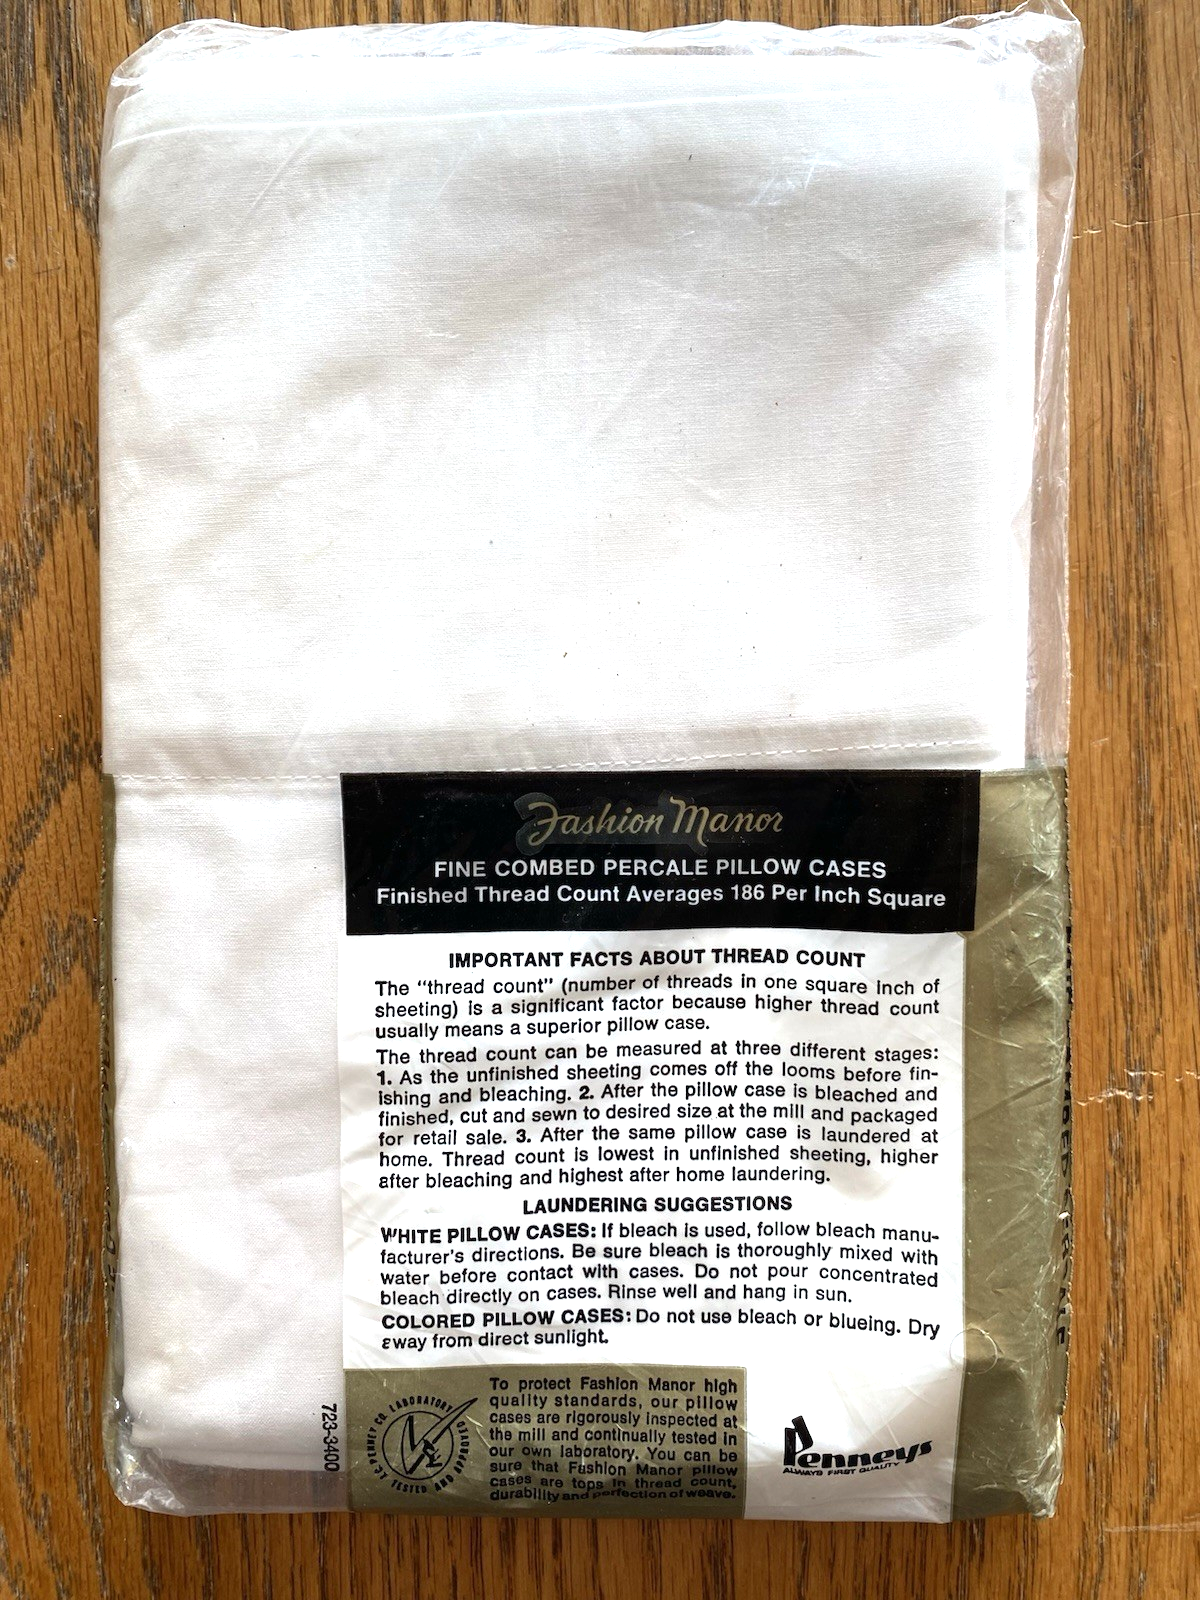 Fashion Manor
FINE COMBED PERCALE PILLOW CASES
Finished Thread Count Averages 186 Per Inch Square
IMPORTANT FACTS ABOUT THREAD COUNT
The "thread count" (number of threads in one square inch of
sheeting) is a significant factor because higher thread count
usually means a superior pillow case.
The thread count can be measured at three different stages:
1. As the unfinished sheeting comes off the looms before fin-
ishing and bleaching. 2. After the pillow case is bleached and
finished, cut and sewn to desired size at the mill and packaged
for retail sale. 3. After the same pillow case is laundered at
home. Thread count is lowest in unfinished sheeting, higher
after bleaching and highest after home laundering.
LAUNDERING SUGGESTIONS
WHITE PILLOW CASES: If bleach is used, follow bleach manu-
facturer's directions. Be sure bleach is thoroughly mixed with
water before contact with cases. Do not pour concentrated
bleach directly on cases. Rinse well and hang in sun.
COLORED PILLOW CASES: Do not use bleach or blueing. Dry
away from direct sunlight.
723-3400
TESTED AND APPROVED J.C. PENNEY CO. LABORATORY
To protect Fashion Manor high
quality standards, our pillow
cases are rigorously inspected at
the mill and continually tested in
our own laboratory. You can be
sure that Fashion Manor pillow
cases are tops in thread count,
durability and perfection of weave.
Penneys
ALWAYS FIRST QUALITY